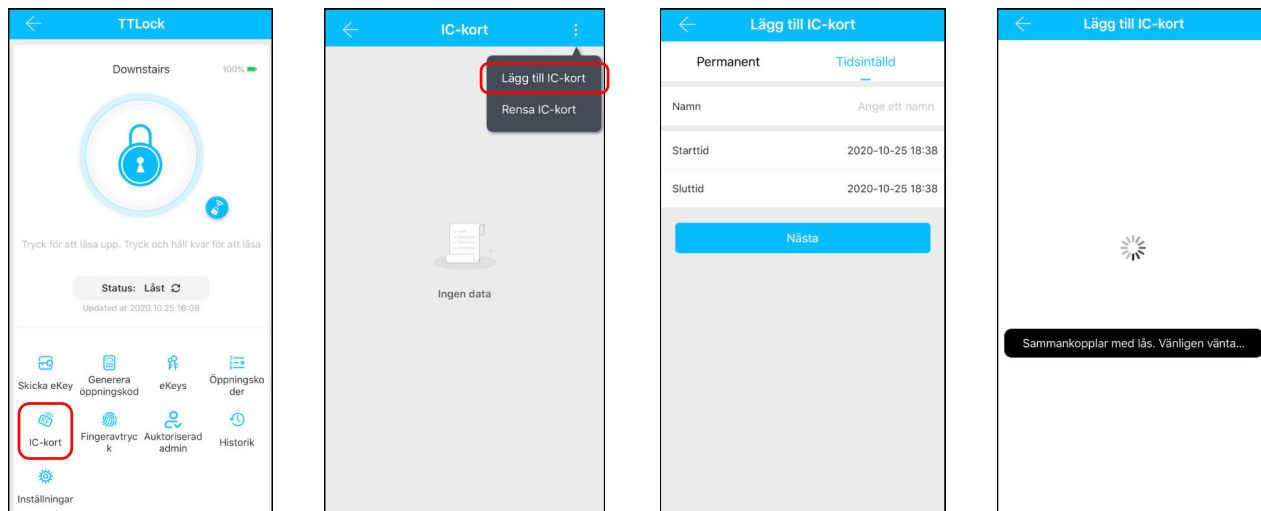 TTLock
Downstairs
100%
Tryck för att låsa upp. Tryck och håll kvar för att låsa
Status: Låst
Updated at 2020.10.25 16:08
Skicka eKey
Generera
öppningskod
eKeys
Öppningsko
der
IC-kort
Fingeravtryc
k
Auktoriserad
admin
Historik
Inställningar
IC-kort
Lägg till IC-kort
Rensa IC-kort
Ingen data
Lägg till IC-kort
Permanent
Tidsintälld
Namn
Ange ett namn
Starttid
2020-10-25 18:38
Sluttid
2020-10-25 18:38
Nästa
Lägg till IC-kort
Sammankopplar med lås. Vänligen vänta...